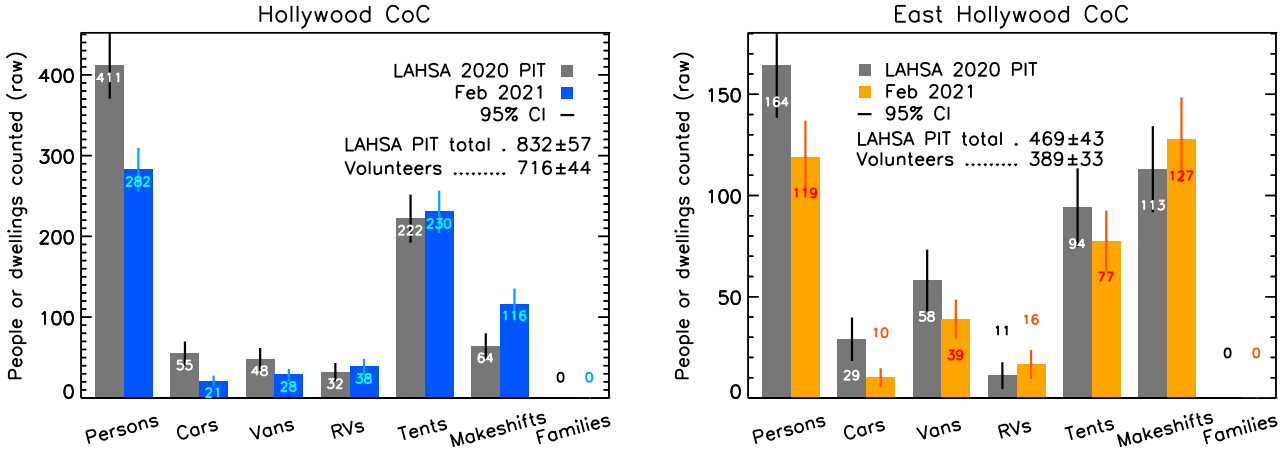 Hollywood CoC
People or dwellings counted (raw)
400
300
200
100
0
LAHSA 2020 PIT
Feb 2021
95% CI
LAHSA PIT total . 832±57
Volunteers ......... 716±44
411
282
55
21
48
28
32
38
222
230
64
116
0
0
Persons
Cars
Vans
RVs
Tents
Makeshifts
Families
East Hollywood CoC
People or dwellings counted (raw)
150
100
50
0
LAHSA 2020 PIT
Feb 2021
95% CI
LAHSA PIT total . 469±43
Volunteers ......... 389±33
164
119
29
10
58
39
11
16
94
77
113
127
0
0
Persons
Cars
Vans
RVs
Tents
Makeshifts
Families